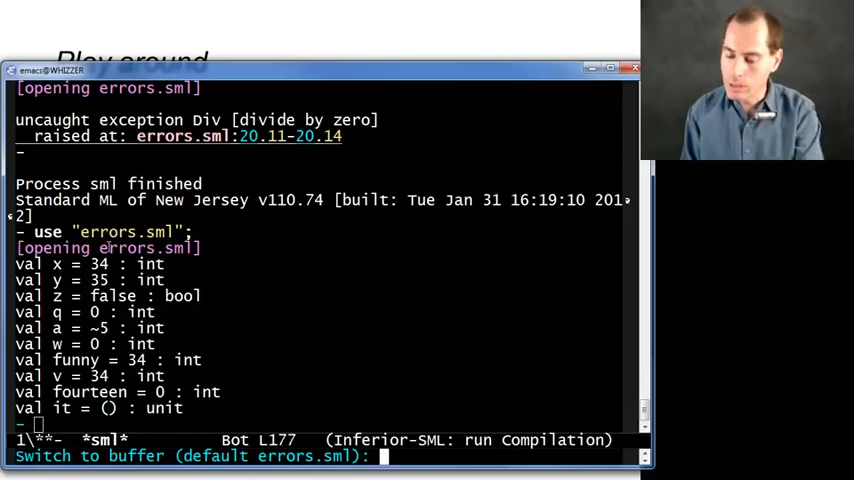 Play around
emacs@WHIZZER
[opening errors.sml]
uncaught exception Div [divide by zero]
raised at: errors.sml:20.11-20.14
-
Process sml finished
Standard ML of New Jersey v110.74 [built: Tue Jan 31 16:19:10 201
2]
- use "errors.sml";
[opening errors.sml]
val x = 34 : int
val y = 35 : int
val z = false : bool
val q = 0 : int
val a = ~5 : int
val w = 0 : int
val funny = 34 : int
val v = 34 : int
val fourteen = 0 : int
val it = () : unit
-
1\**- *sml* Bot L177 (Inferior-SML: run Compilation)
Switch to buffer (default errors.sml):